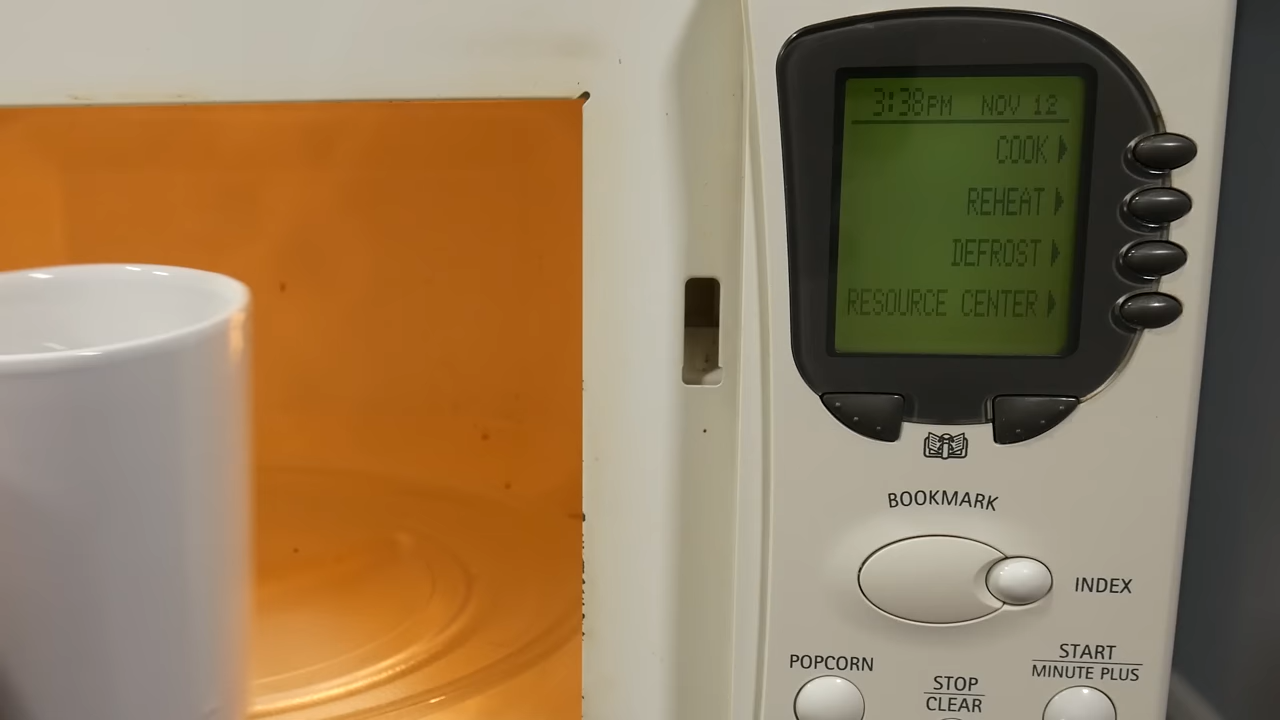 3:38PM NOV 12
COOK
REHEAT
DEFROST
RESOURCE CENTER
BOOKMARK
INDEX
POPCORN
STOP
CLEAR
START
MINUTE PLUS